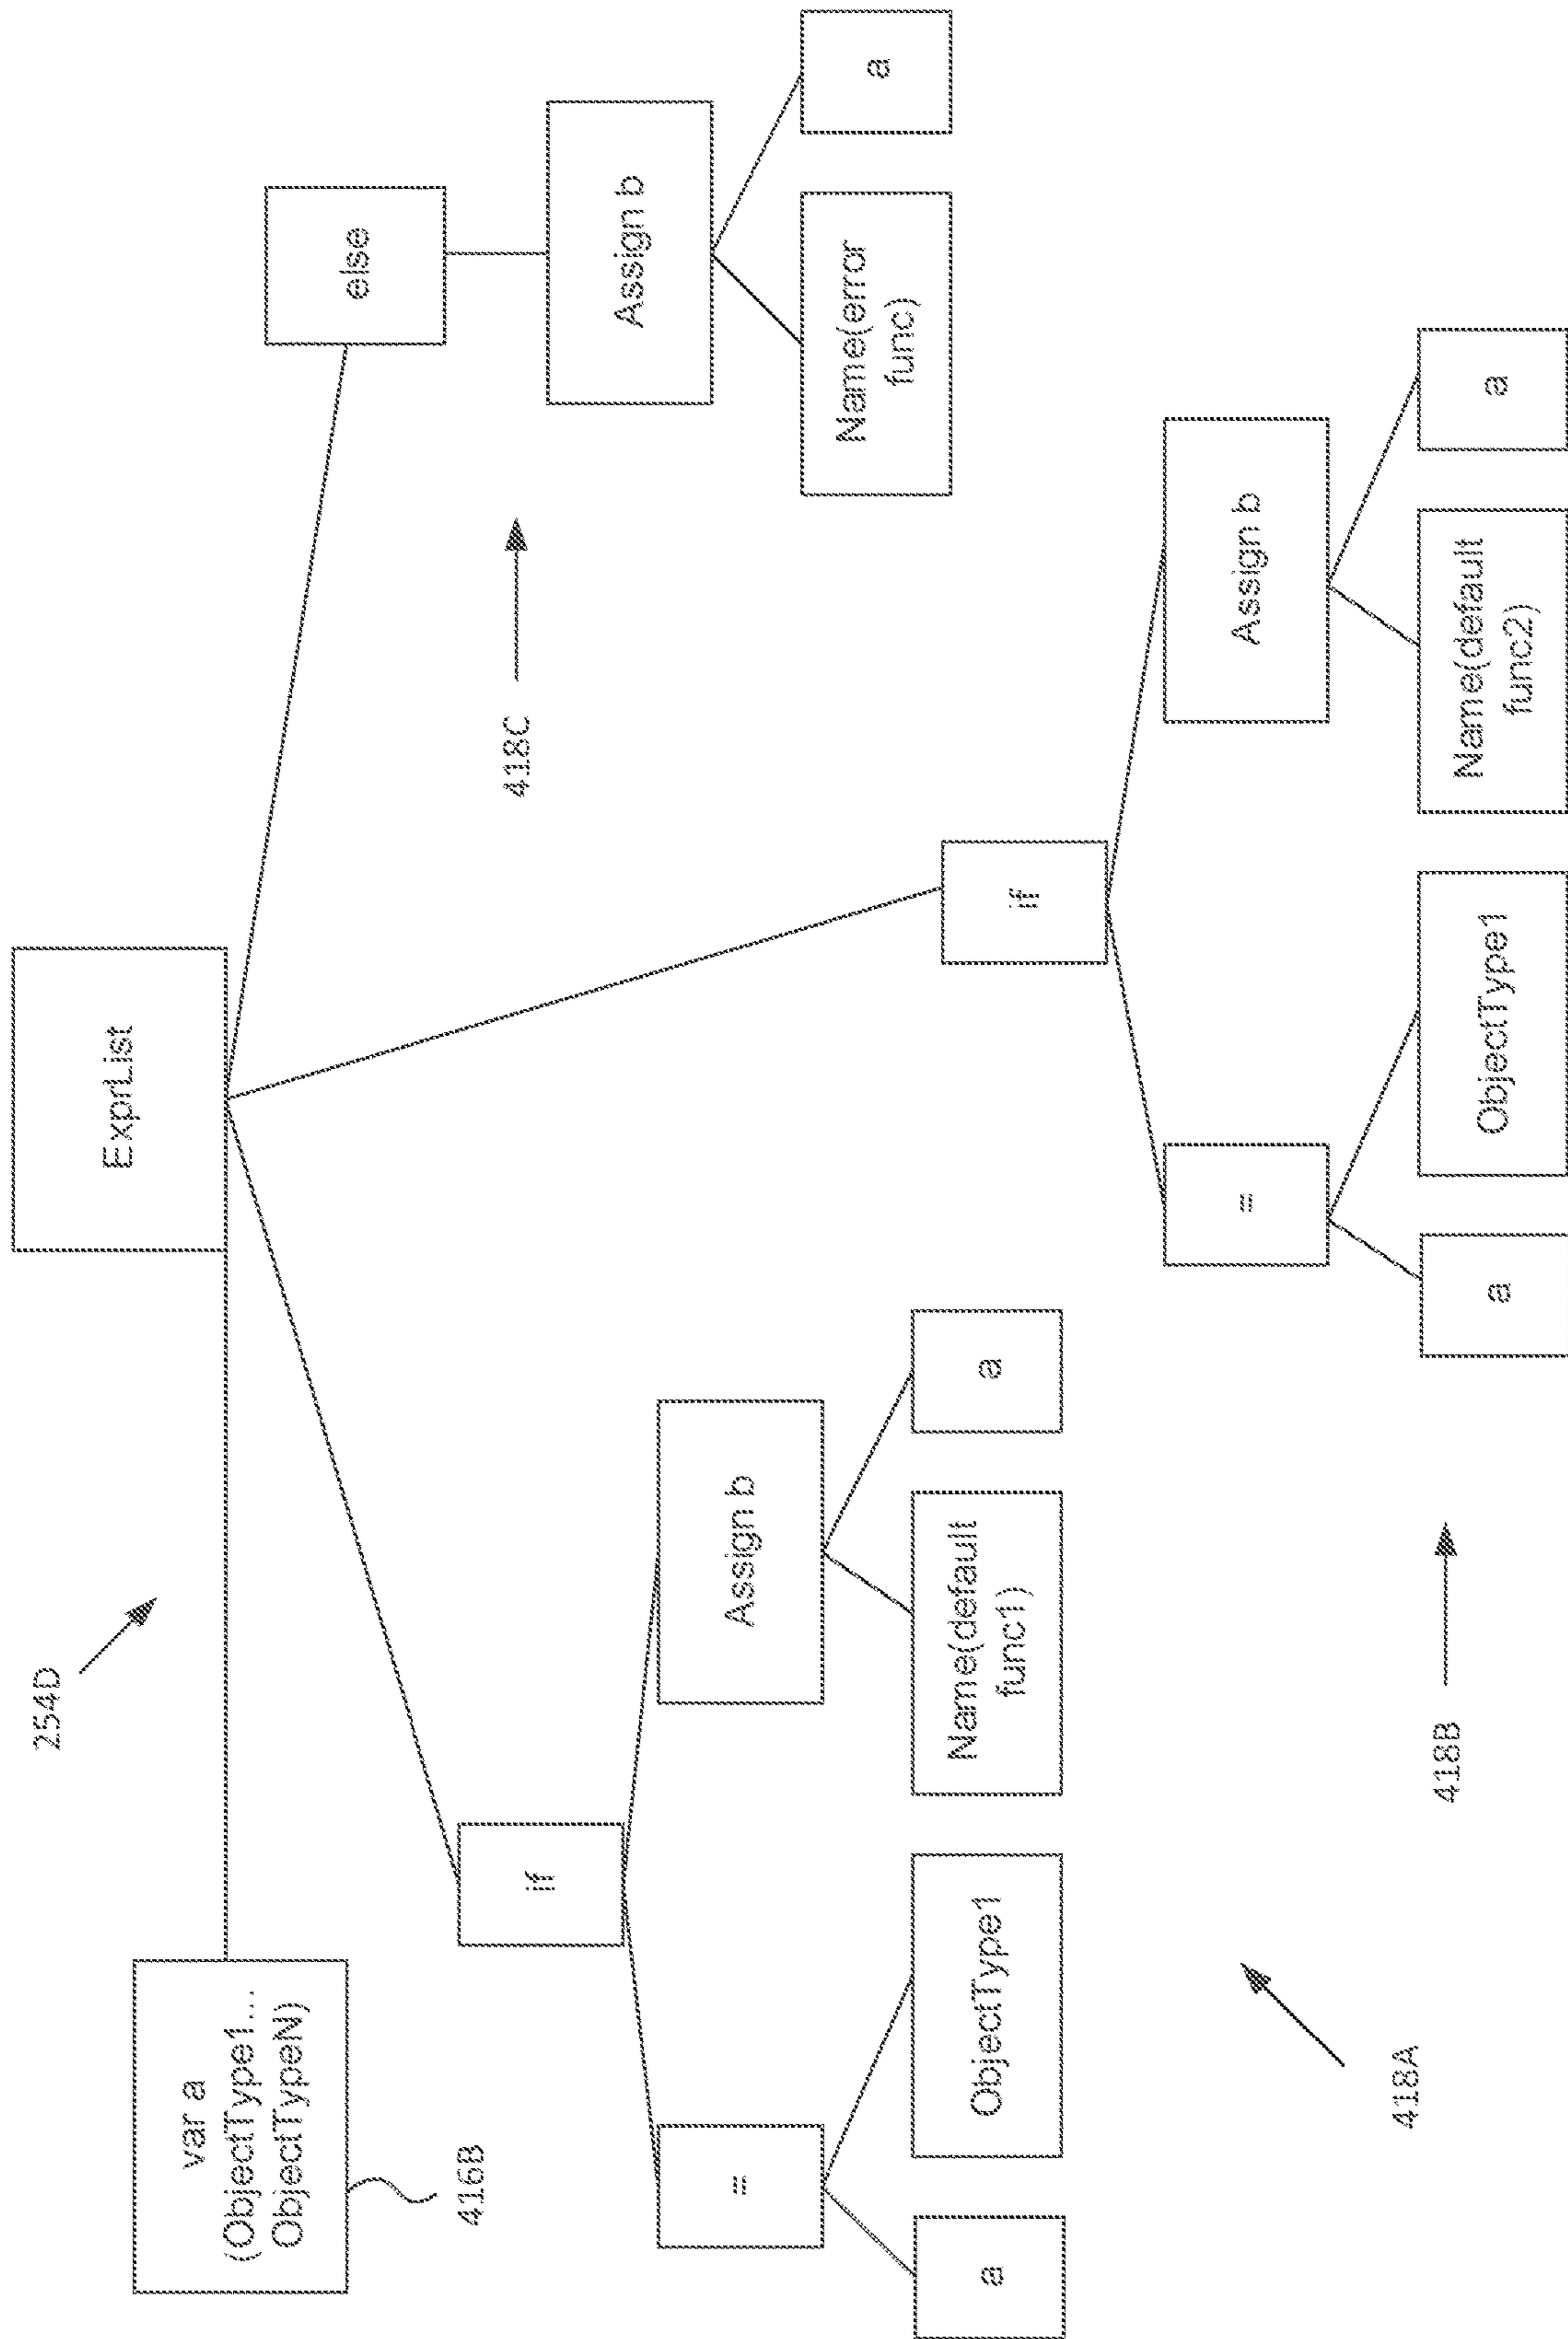 254D
ExprList
var a
(ObjectType1...
ObjectTypeN)
416B
if
=
a
ObjectType1
Assign b
Name(default
func1)
a
418A
if
=
a
ObjectType1
Assign b
Name(default
func2)
a
418B
else
Assign b
Name(error
func)
a
418C